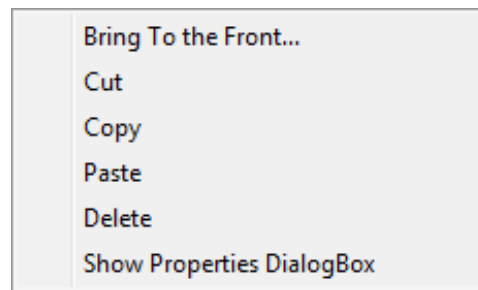 Bring To the Front...
Cut
Copy
Paste
Delete
Show Properties DialogBox